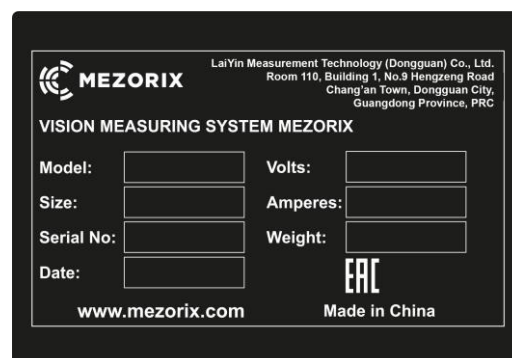 MEZORIX
LaiYin Measurement Technology (Dongguan) Co., Ltd.
Room 110, Building 1, No.9 Hengzeng Road
Chang'an Town, Dongguan City,
Guangdong Province, PRC
VISION MEASURING SYSTEM MEZORIX
Model:
Volts:
Size:
Amperes:
Serial No:
Weight:
Date:
EAC
www.mezorix.com
Made in China